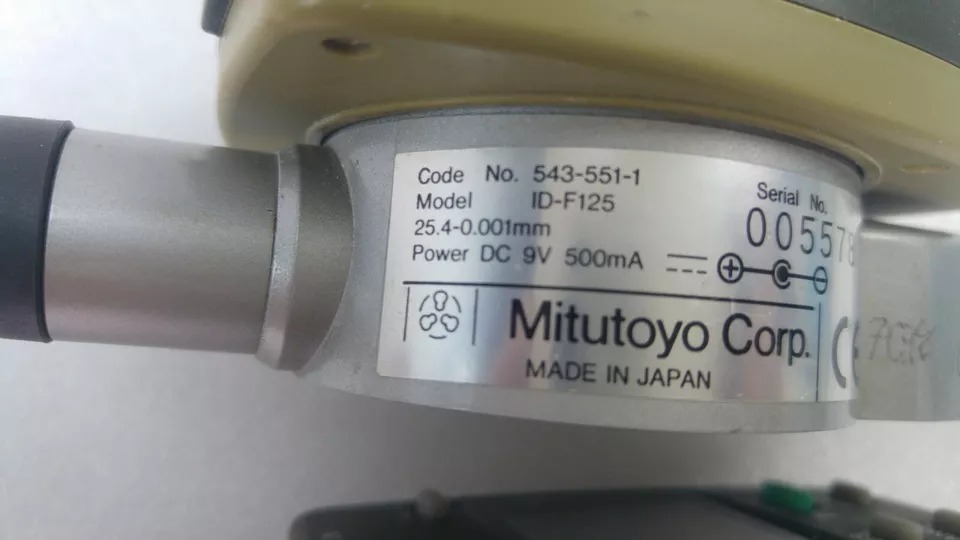 Code No. 543-551-1
Model ID-F125
25.4-0.001mm
Power DC 9V 500mA
Serial No.
005578
Mitutoyo Corp.
MADE IN JAPAN